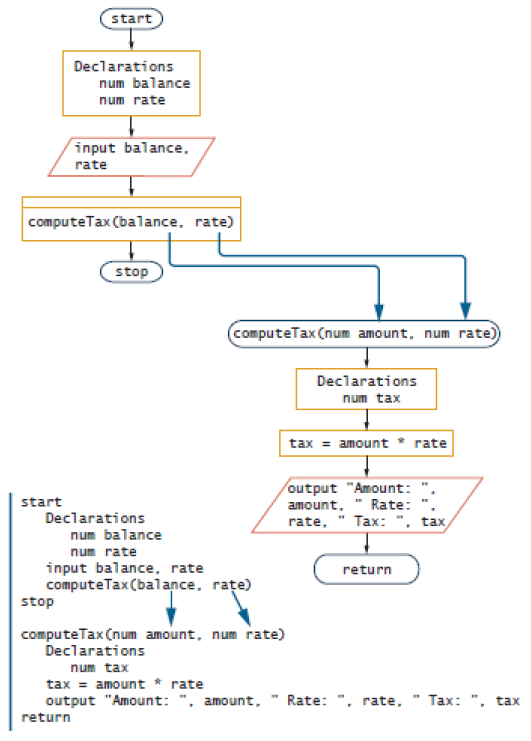 start
Declarations
num balance
num rate
input balance,
rate
computeTax(balance, rate)
stop
computeTax(num amount, num rate)
Declarations
num tax
tax = amount * rate
output "Amount: ",
amount, " Rate: ",
rate, " Tax: ", tax
return
start
Declarations
num balance
num rate
input balance, rate
computeTax(balance, rate)
stop
computeTax(num amount, num rate)
Declarations
num tax
tax = amount * rate
output "Amount: ", amount, " Rate: ", rate, " Tax: ", tax
return